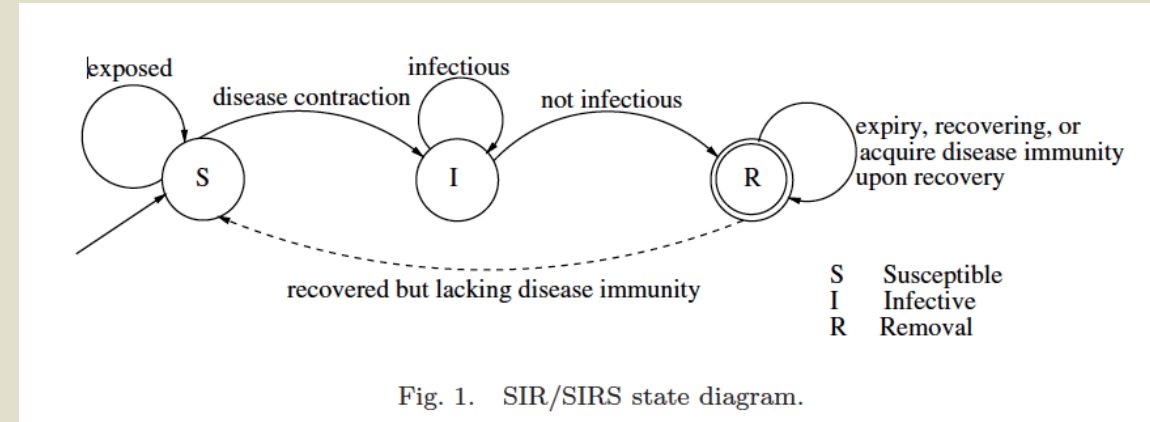 exposed
infectious
disease contraction
not infectious
expiry, recovering, or
acquire disease immunity
upon recovery
S
I
R
recovered but lacking disease immunity
S Susceptible
I Infective
R Removal
Fig. 1. SIR/SIRS state diagram.